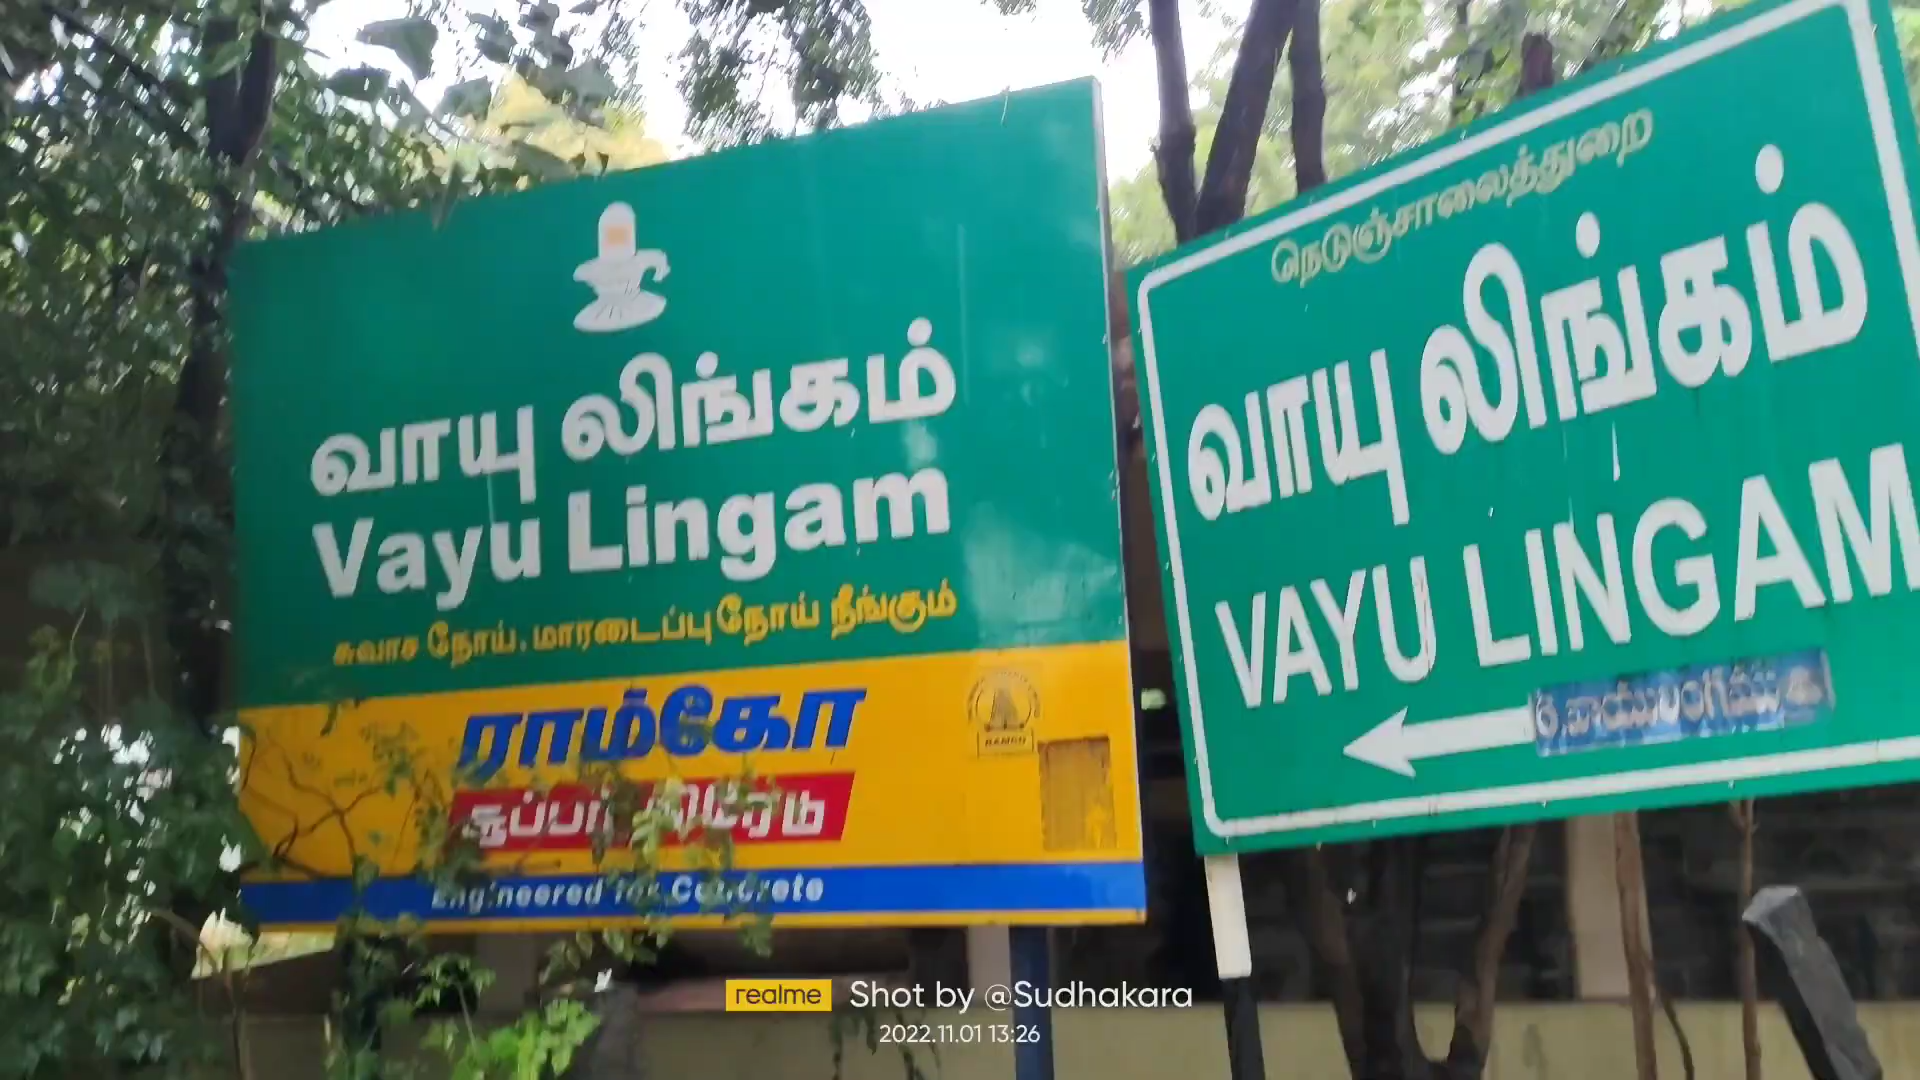 வாயு லிங்கம்
Vayu Lingam
சுவாச நோய், மாரடைப்பு நோய் நீங்கும்
ராம்கோ
சூப்பர்
RAMCO
Engineered for Concrete
நெடுஞ்சாலைத்துறை
வாயு லிங்கம்
VAYU LINGAM
realme Shot by @Sudhakara
2022.11.01 13:26